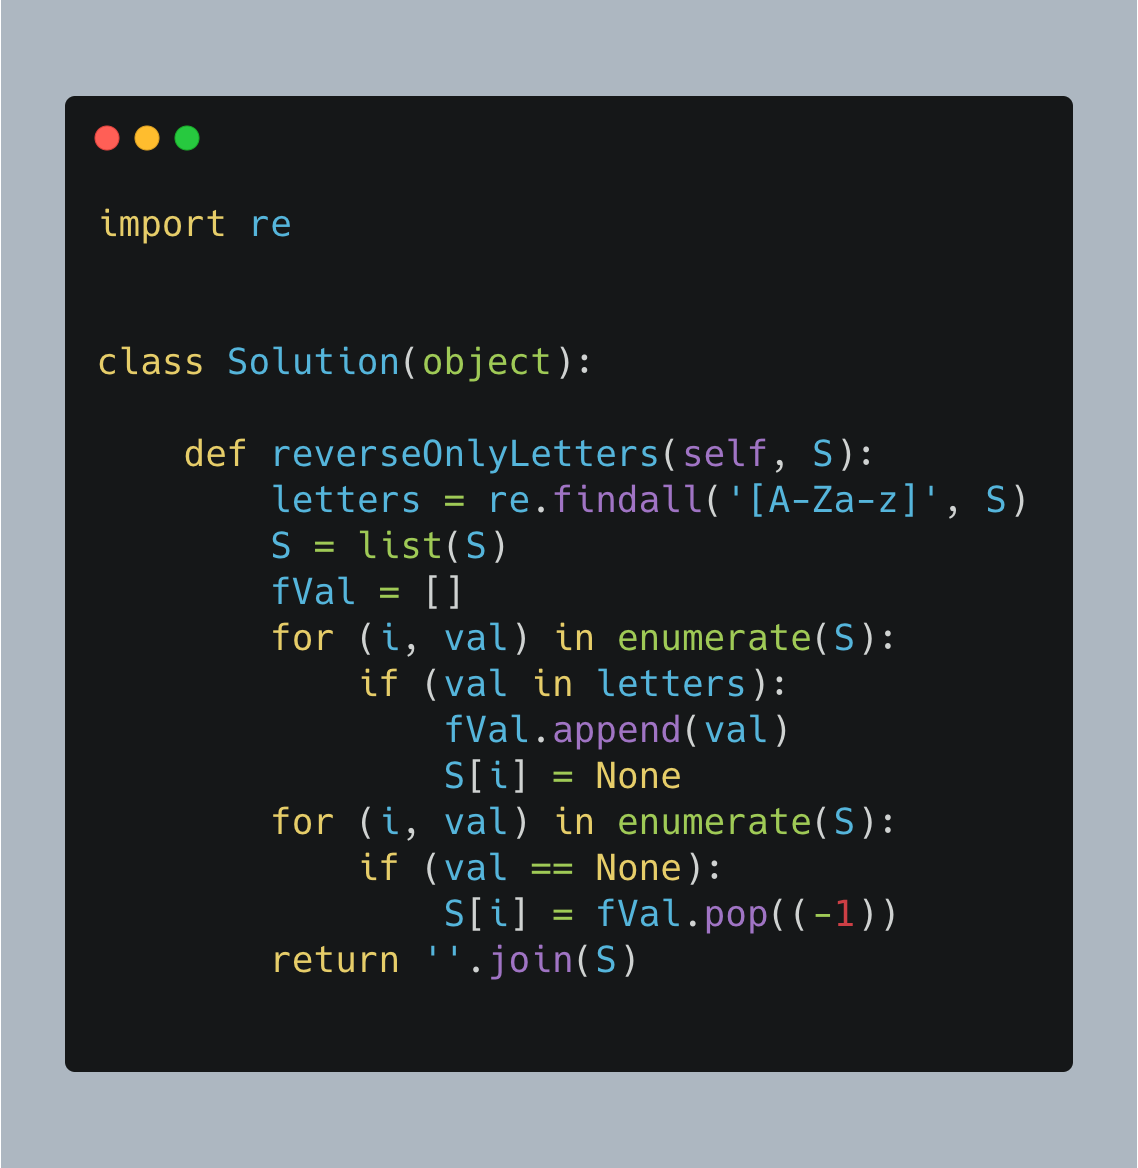 import re
class Solution(object):
    def reverseOnlyLetters(self, S):
        letters = re.findall('[A-Za-z]', S)
        S = list(S)
        fVal = []
        for (i, val) in enumerate(S):
            if (val in letters):
                fVal.append(val)
                S[i] = None
        for (i, val) in enumerate(S):
            if (val == None):
                S[i] = fVal.pop((-1))
        return ''.join(S)